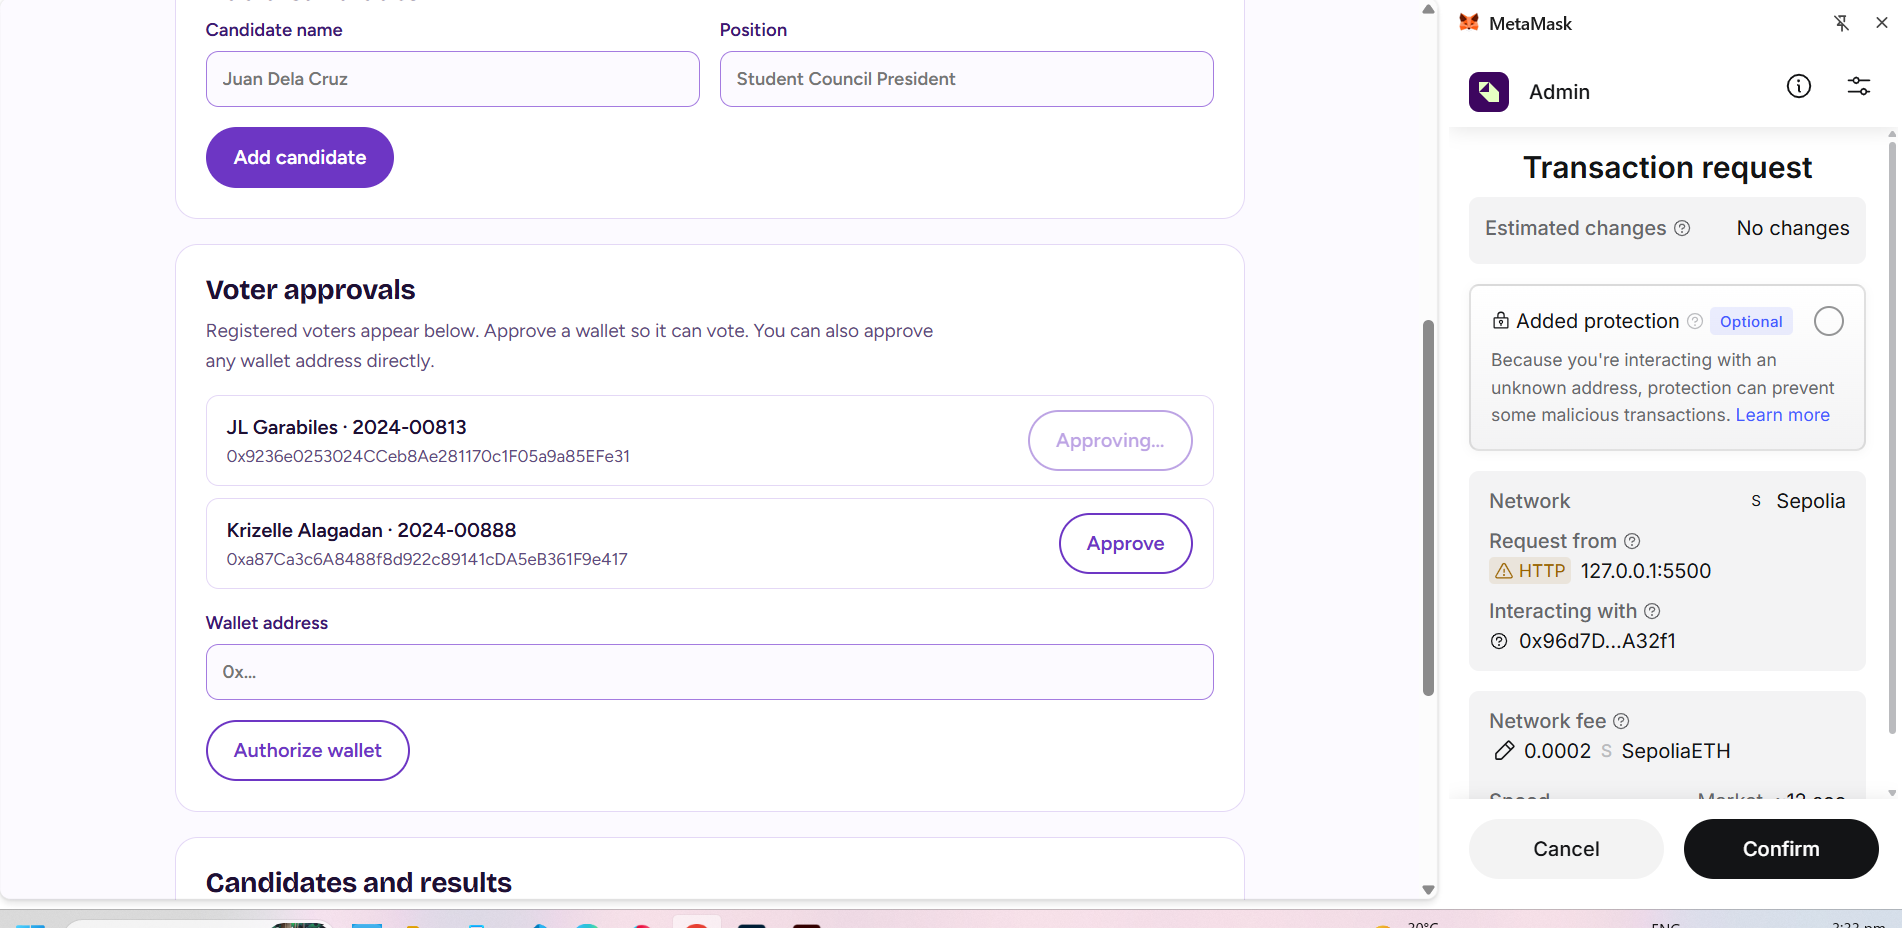 Candidate name
Position
Juan Dela Cruz
Student Council President
Add candidate
Voter approvals
Registered voters appear below. Approve a wallet so it can vote. You can also approve
any wallet address directly.
JL Garabiles · 2024-00813
0x9236e0253024CCeb8Ae281170c1F05a9a85EFe31
Approving...
Krizelle Alagadan · 2024-00888
0xa87Ca3c6A8488f8d922c89141cDA5eB361F9e417
Approve
Wallet address
0x...
Authorize wallet
Candidates and results
MetaMask
Admin
Transaction request
Estimated changes
No changes
Added protection
Optional
Because you're interacting with an
unknown address, protection can prevent
some malicious transactions. Learn more
Network
S Sepolia
Request from
HTTP 127.0.0.1:5500
Interacting with
0x96d7D...A32f1
Network fee
0.0002 S SepoliaETH
Cancel
Confirm